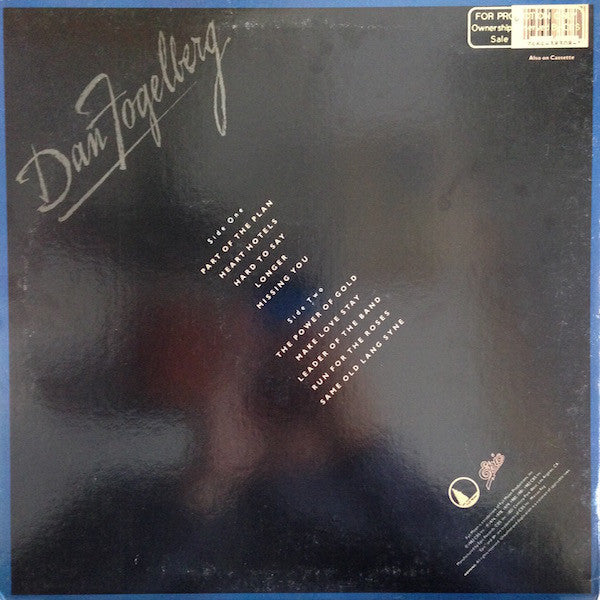 Dan Fogelberg
FOR PRO
Ownership
Sale
Also on Cassette
Side One
PART OF THE PLAN
HEART HOTELS
HARD TO SAY
LONGER
MISSING YOU
Side Two
THE POWER OF GOLD
MAKE LOVE STAY
LEADER OF THE BAND
RUN FOR THE ROSES
SAME OLD LANG SYNE
Epic